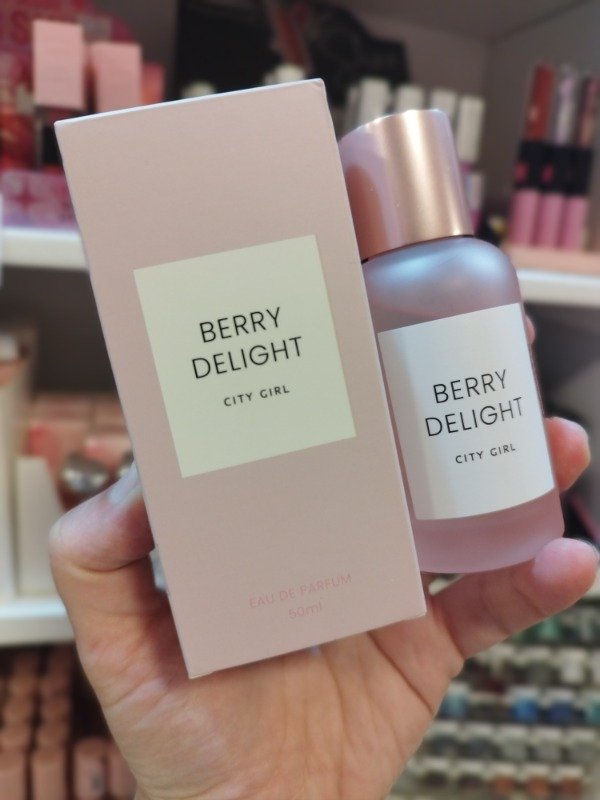 BERRY
DELIGHT
CITY GIRL
EAU DE PARFUM
50ml
BERRY
DELIGHT
CITY GIRL